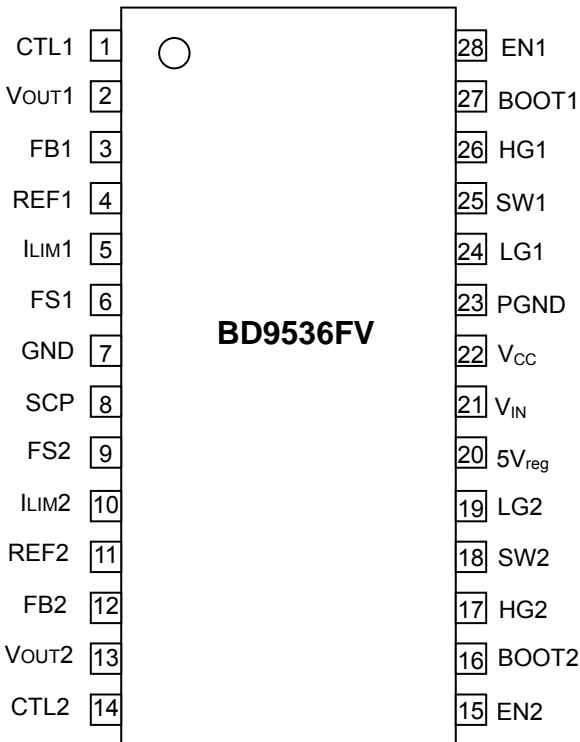 CTL1 1 28 EN1
VOUT1 2 27 BOOT1
FB1 3 26 HG1
REF1 4 25 SW1
ILIM1 5 24 LG1
FS1 6 23 PGND
BD9536FV
GND 7 22 VCC
SCP 8 21 VIN
FS2 9 20 5Vreg
ILIM2 10 19 LG2
REF2 11 18 SW2
FB2 12 17 HG2
VOUT2 13 16 BOOT2
CTL2 14 15 EN2